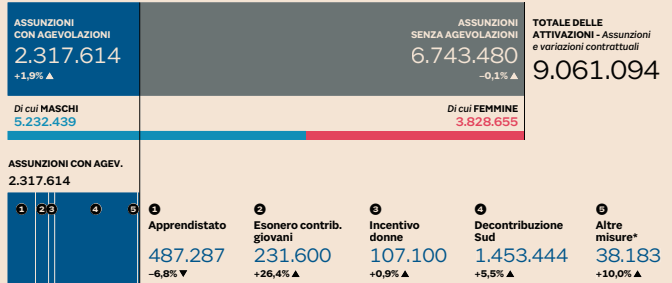 ASSUNZIONI
CON AGEVOLAZIONI
2.317.614
+1,9% ▲
ASSUNZIONI
SENZA AGEVOLAZIONI
6.743.480
–0,1% ▲
TOTALE DELLE
ATTIVAZIONI - Assunzioni
e variazioni contrattuali
9.061.094
Di cui MASCHI
5.232.439
Di cui FEMMINE
3.828.655
ASSUNZIONI CON AGEV.
2.317.614
1 2 3 4 5
1
Apprendistato
487.287
–6,8% ▼
2
Esonero contrib.
giovani
231.600
+26,4% ▲
3
Incentivo
donne
107.100
+0,9% ▲
4
Decontribuzione
Sud
1.453.444
+5,5% ▲
5
Altre
misure*
38.183
+10,0% ▲